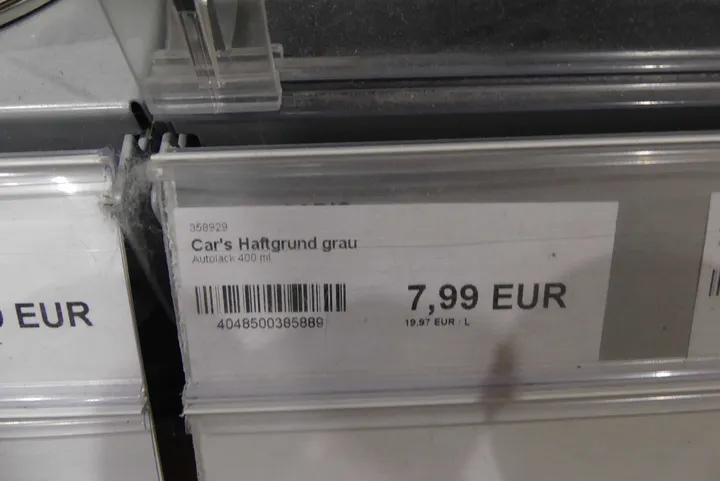 358929
Car's Haftgrund grau
Autolack 400 ml
4048500385889
7,99 EUR
19,97 EUR / L
EUR